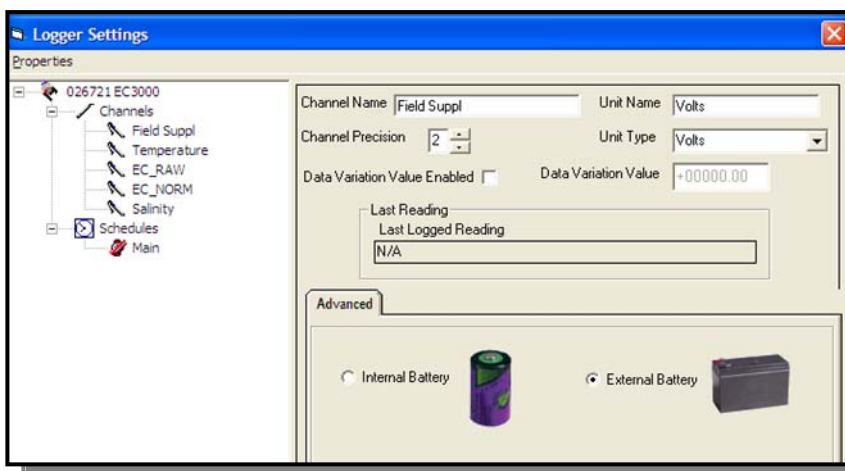 Logger Settings
Properties
026721 EC3000
Channels
Field Suppl
Temperature
EC_RAW
EC_NORM
Salinity
Schedules
Main
Channel Name Field Suppl Unit Name Volts
Channel Precision 2 Unit Type Volts
Data Variation Value Enabled Data Variation Value +00000.00
Last Reading
Last Logged Reading
N/A
Advanced
Internal Battery External Battery